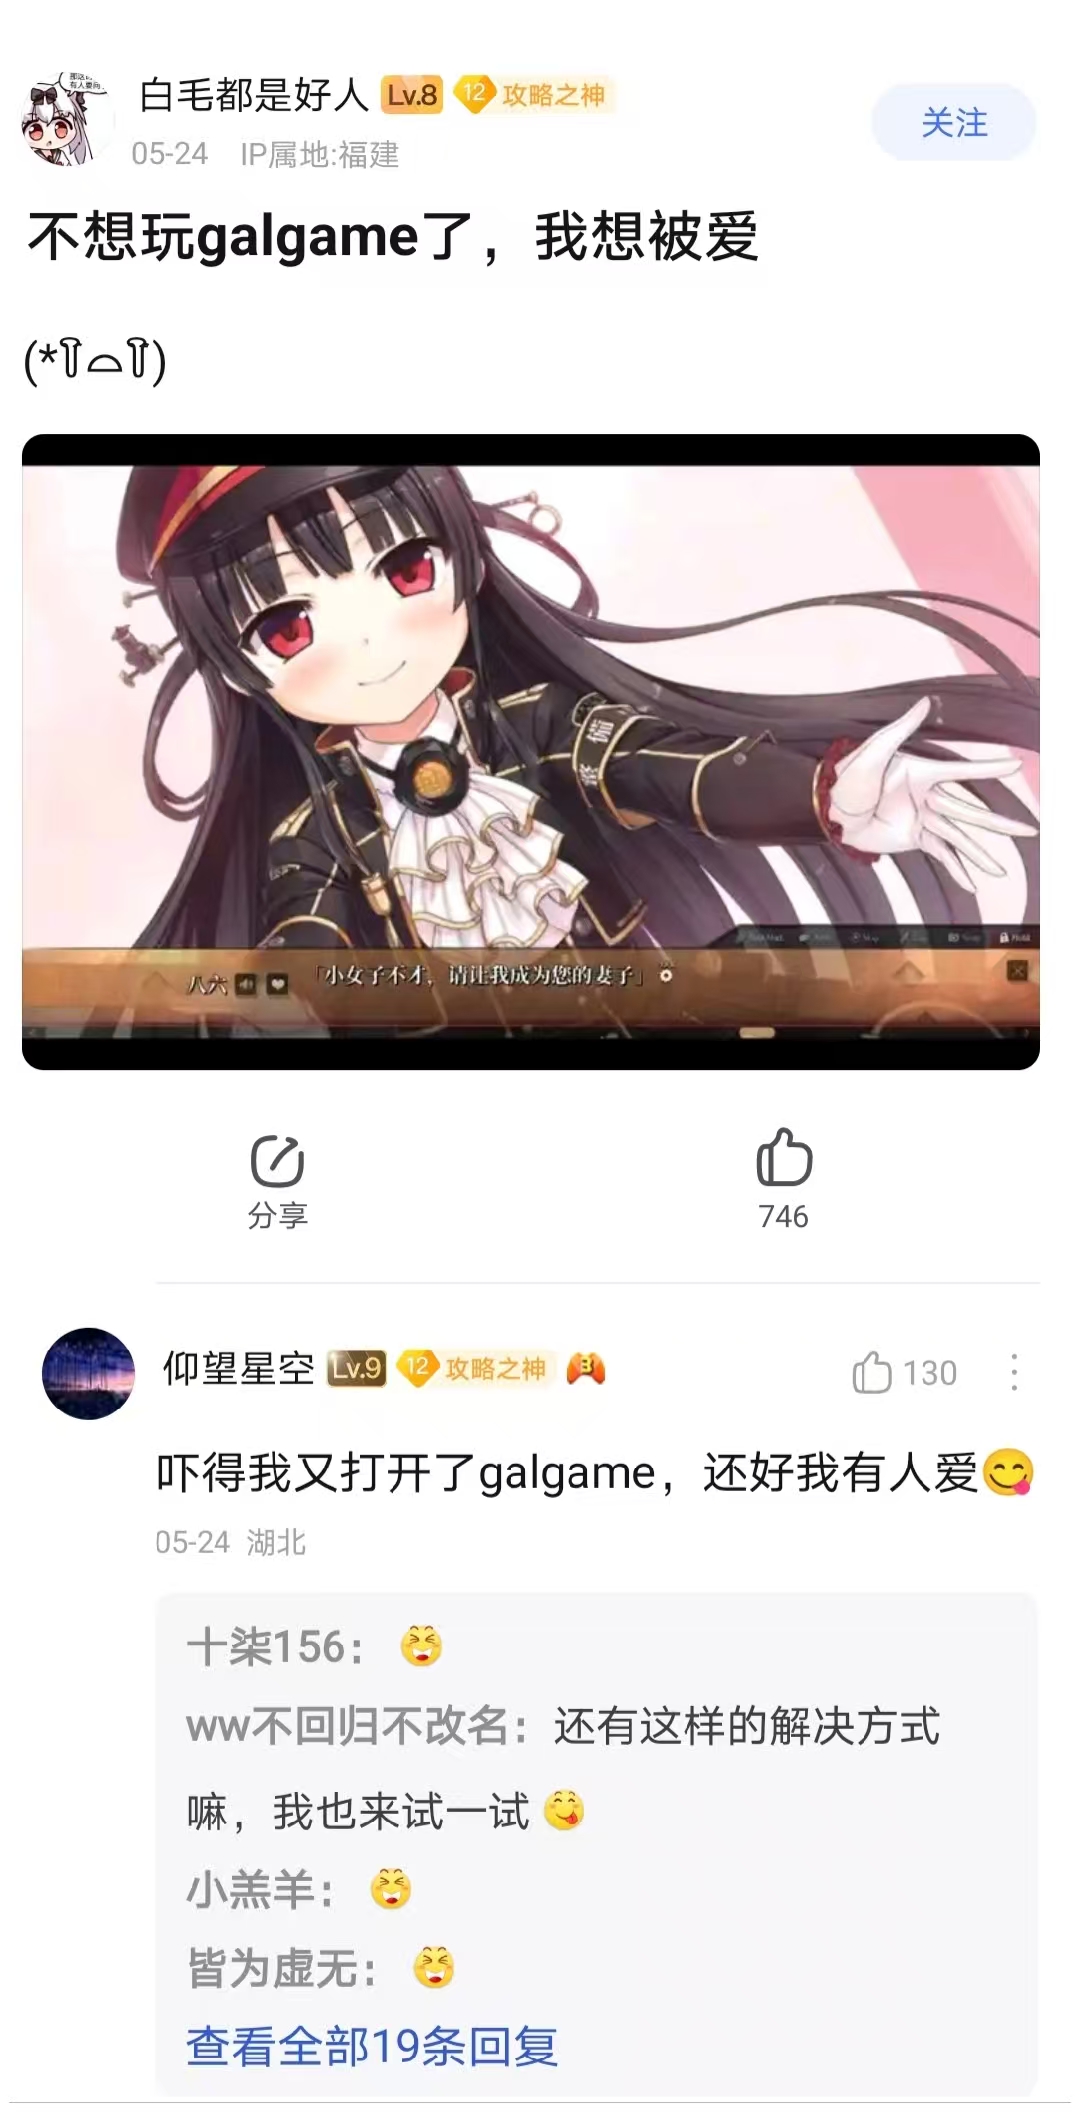 白毛都是好人 Lv.8 12 攻略之神
关注
05-24 IP属地:福建
不想玩galgame了，我想被爱
八六 「小女子不才，请让我成为您的妻子」
分享
746
仰望星空 Lv.9 12 攻略之神
130
吓得我又打开了galgame，还好我有人爱😋
05-24 湖北
十柒156： 😆
ww不回归不改名：还有这样的解决方式
嘛，我也来试一试😋
小羔羊： 😆
皆为虚无： 😆
查看全部19条回复